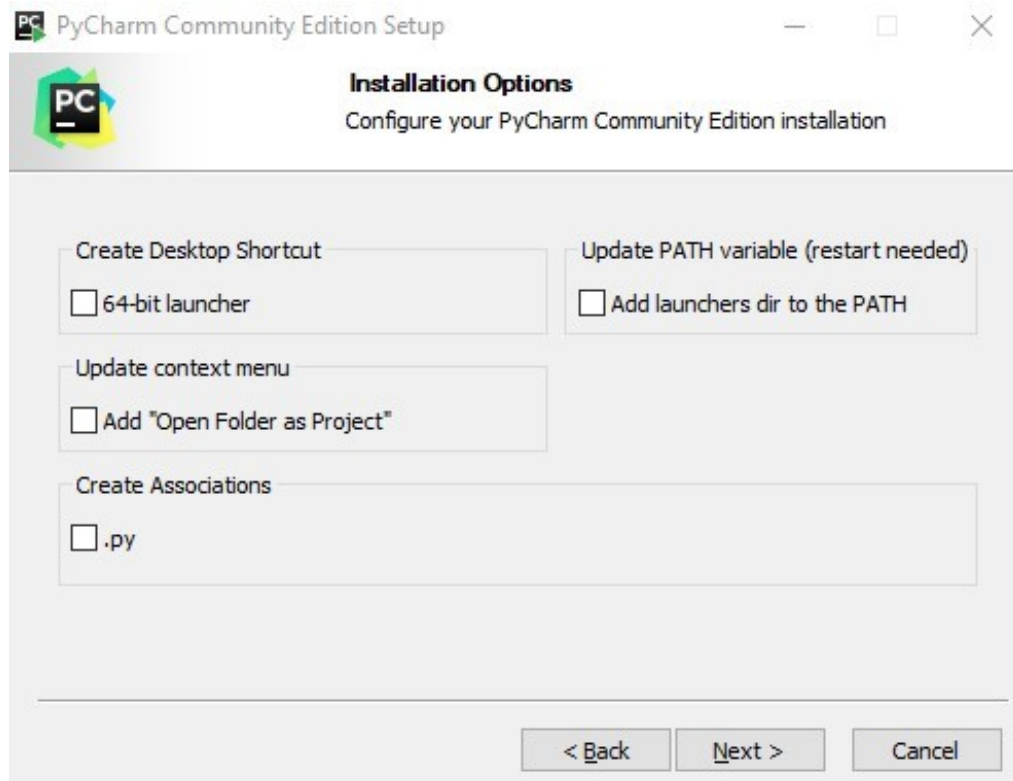 PyCharm Community Edition Setup
PC
Installation Options
Configure your PyCharm Community Edition installation
Create Desktop Shortcut
64-bit launcher
Update PATH variable (restart needed)
Add launchers dir to the PATH
Update context menu
Add "Open Folder as Project"
Create Associations
.py
< Back
Next >
Cancel